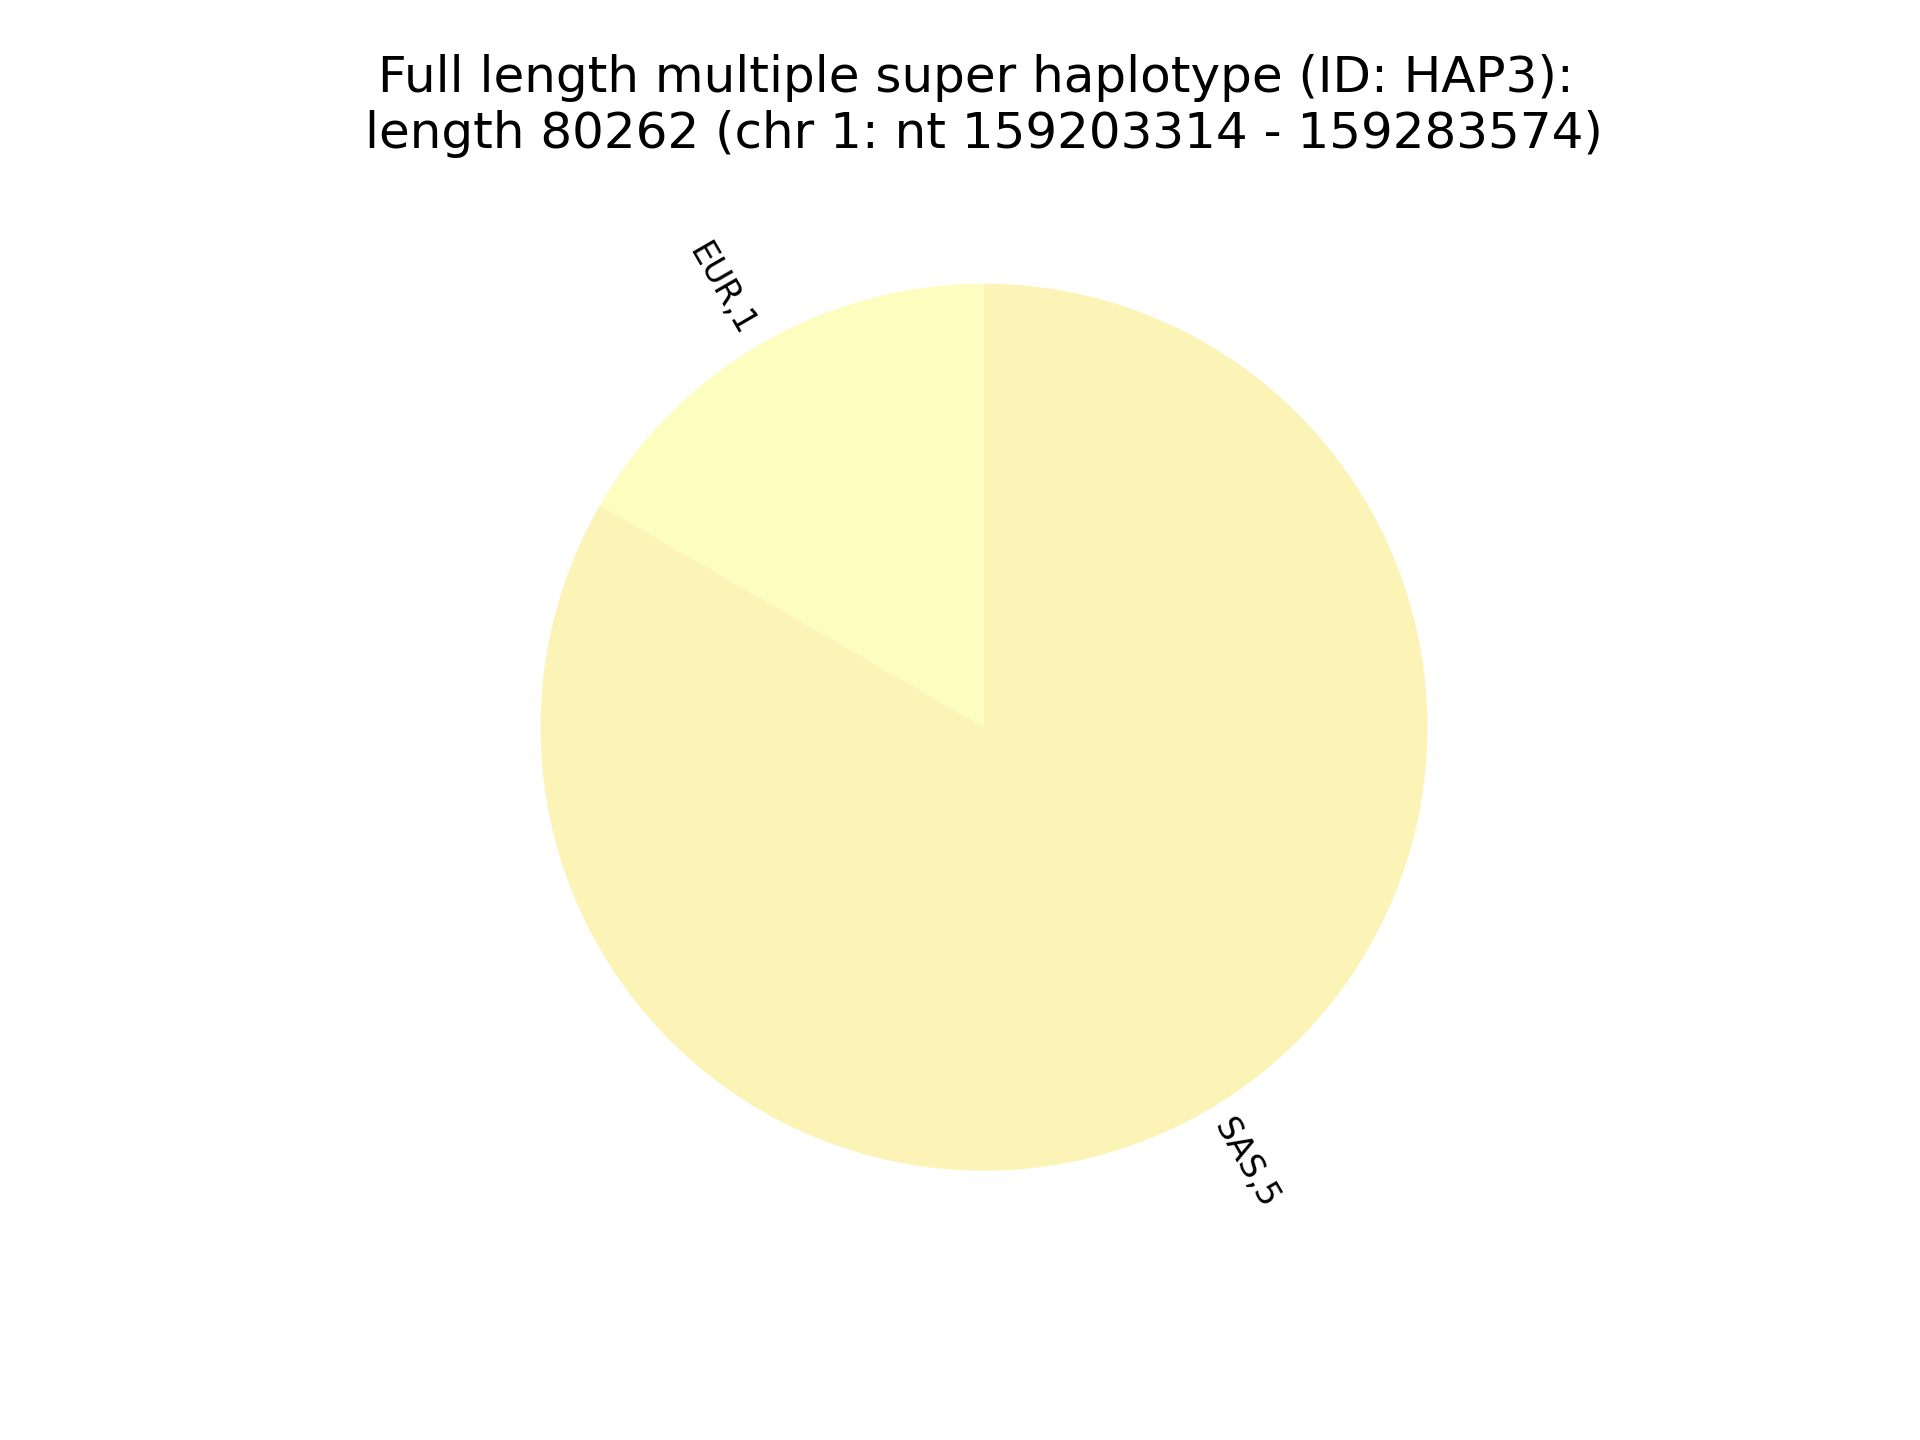 Full length multiple super haplotype (ID: HAP3):
length 80262 (chr 1: nt 159203314 - 159283574)
EUR,1
SAS,5